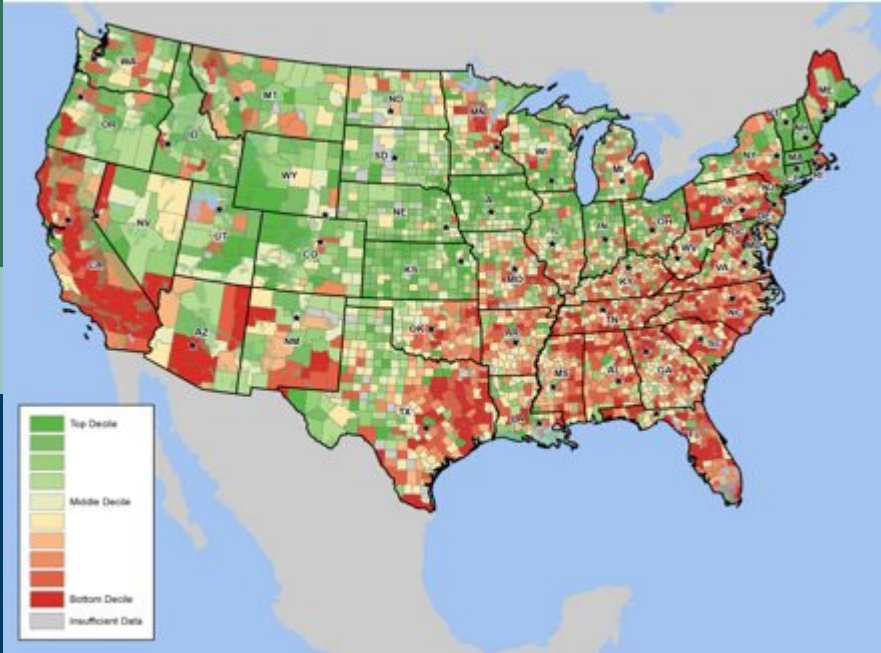 WA
MT
ND
MN
ME
OR
ID
SD
WI
NH
NY
MA
WY
MI
NE
IA
PA
NV
UT
IL
IN
OH
CO
WV
CA
KS
MO
VA
KY
NC
AZ
OK
TN
NM
AR
SC
MS
AL
GA
TX
LA
FL
Top Decile
Middle Decile
Bottom Decile
Insufficient Data